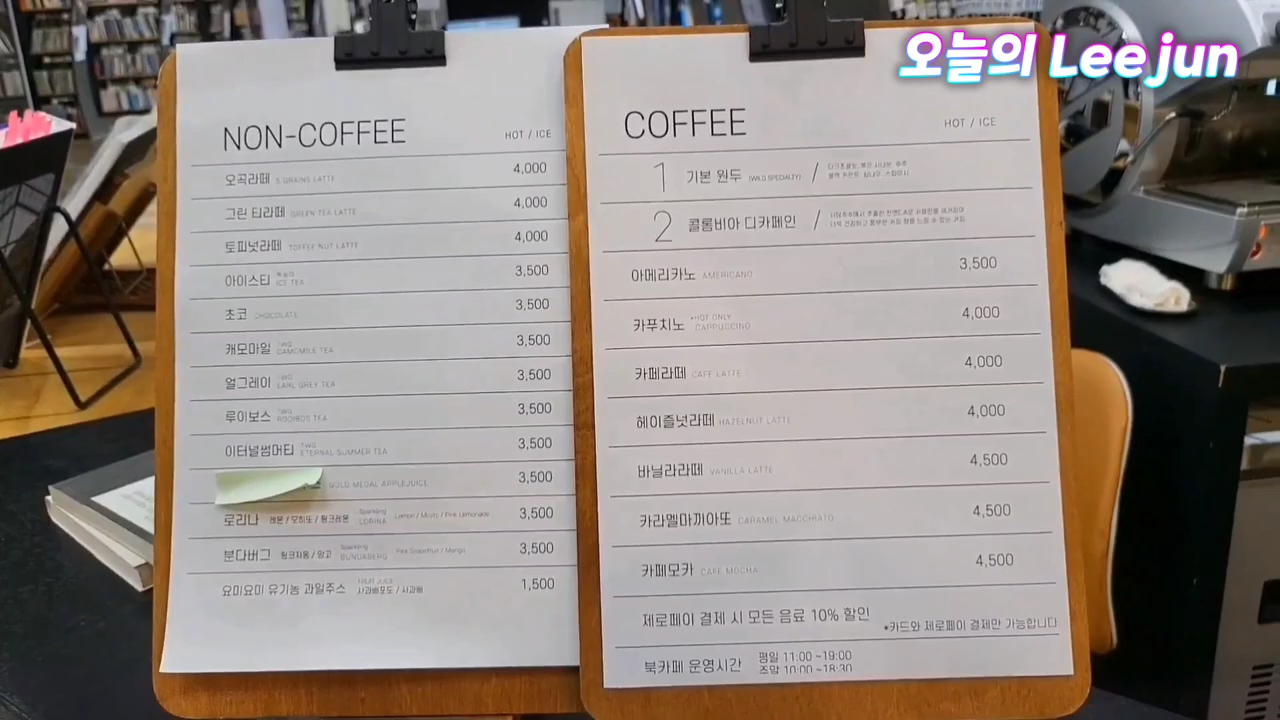 오늘의 Lee jun
NON-COFFEE HOT / ICE
오곡라떼 5 GRAINS LATTE 4,000
그린 티라떼 GREEN TEA LATTE 4,000
토피넛라떼 TOFFEE NUT LATTE 4,000
아이스티 ICE TEA 3,500
초코 CHOCOLATE 3,500
캐모마일 TWG CAMOMILE TEA 3,500
얼그레이 TWG EARL GREY TEA 3,500
루이보스 TWG ROOIBOS TEA 3,500
이터널썸머티 TWG ETERNAL SUMMER TEA 3,500
GOLD MEDAL APPLEJUICE 3,500
로리나 레몬 / 모히또 / 핑크레몬 Sparkling LORINA Lemon / Mojito / Pink Lemonade 3,500
분다버그 핑크자몽 / 망고 Sparkling BUNDABERG Pink Grapefruit / Mango 3,500
요미요미 유기농 과일주스 FRUIT JUICE 사과배포도 / 사과배 1,500
COFFEE HOT / ICE
1 기본 원두 (WILD SPECIALTY) /
2 콜롬비아 디카페인 /
아메리카노 AMERICANO 3,500
카푸치노 *HOT ONLY CAPPUCCINO 4,000
카페라떼 CAFE LATTE 4,000
헤이즐넛라떼 HAZELNUT LATTE 4,000
바닐라라떼 VANILLA LATTE 4,500
카라멜마끼아또 CARAMEL MACCHIATO 4,500
카페모카 CAFE MOCHA 4,500
제로페이 결제 시 모든 음료 10% 할인 *카드와 제로페이 결제만 가능합니다
북카페 운영시간 평일 11:00 ~19:00
주말 10:00 ~18:30